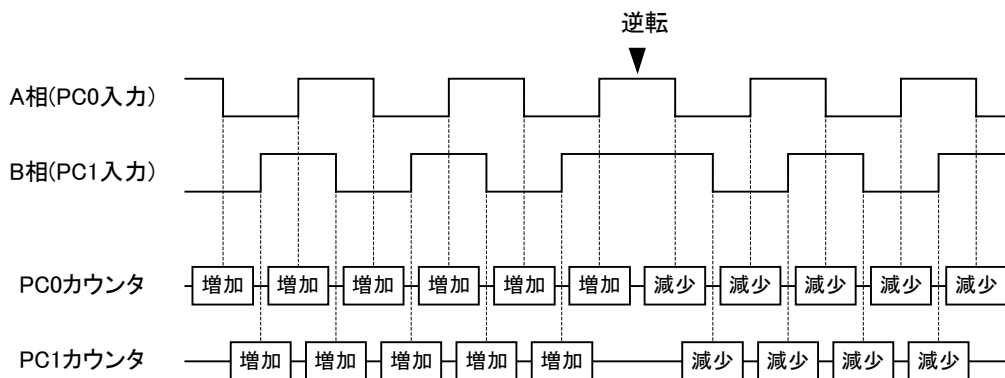 逆転
A相(PC0入力)
B相(PC1入力)
PC0カウンタ 増加 増加 増加 増加 増加 増加 減少 減少 減少 減少 減少
PC1カウンタ 増加 増加 増加 増加 増加 減少 減少 減少 減少